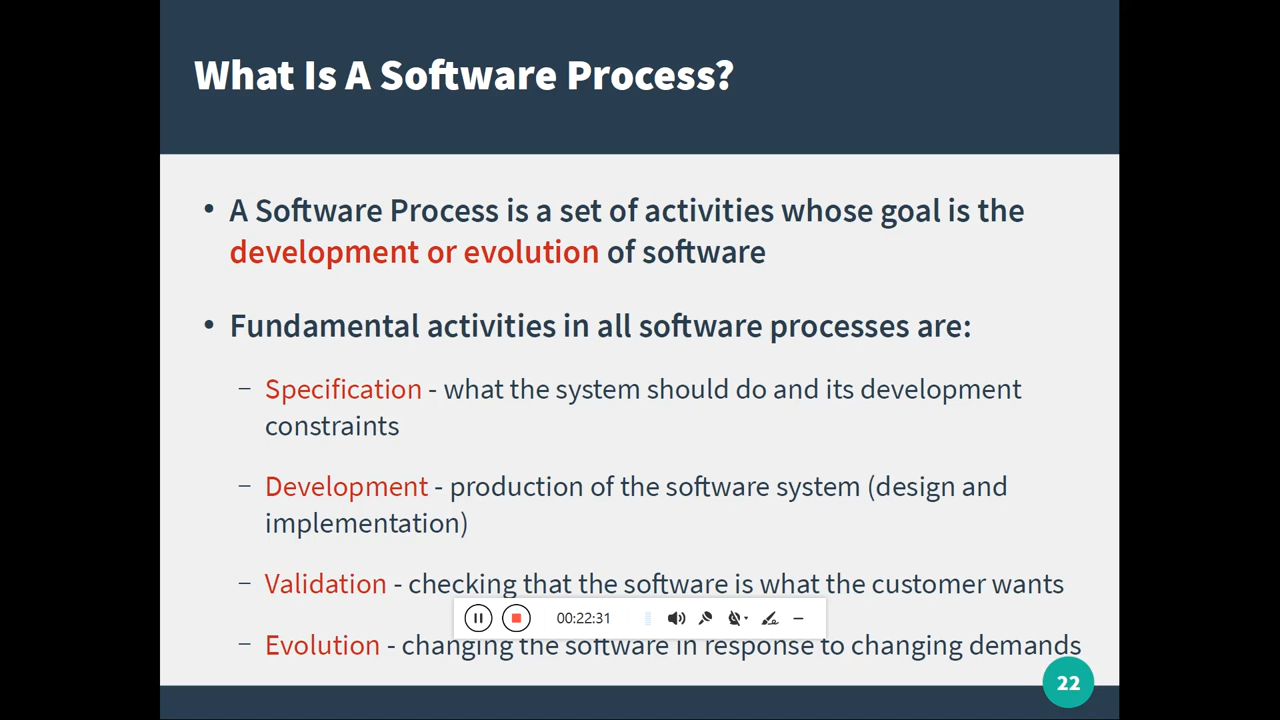 What Is A Software Process?
• A Software Process is a set of activities whose goal is the
development or evolution of software
• Fundamental activities in all software processes are:
– Specification - what the system should do and its development
constraints
– Development - production of the software system (design and
implementation)
– Validation - checking that the software is what the customer wants
00:22:31
– Evolution - changing the software in response to changing demands
22